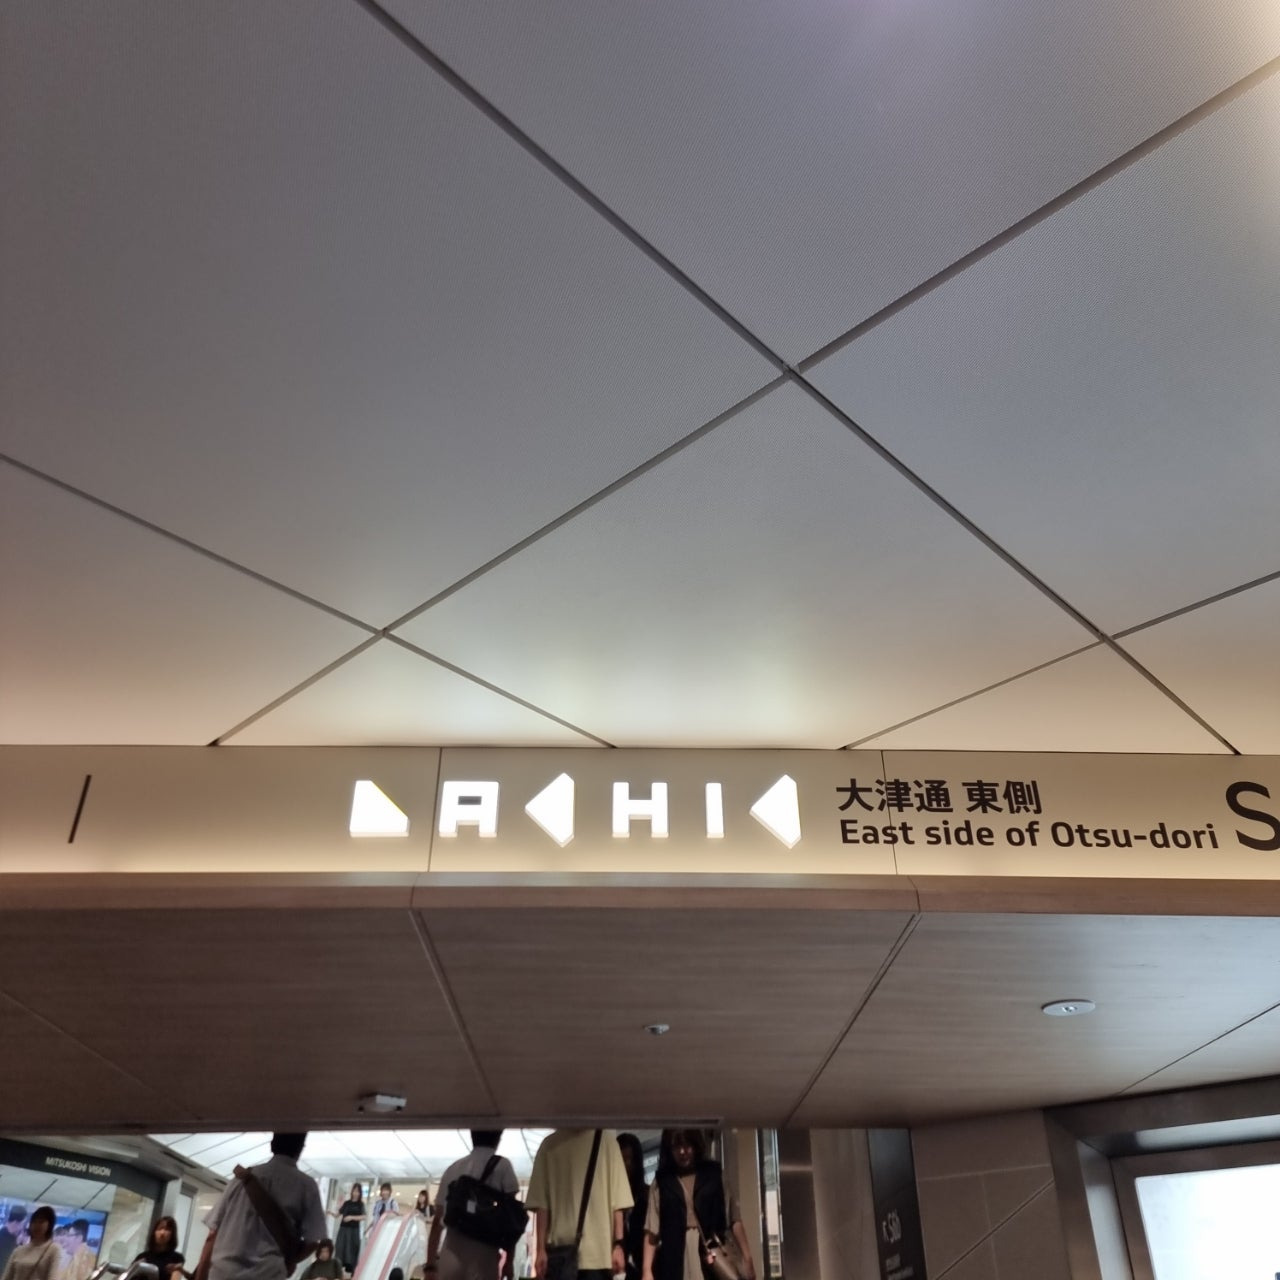 LACHIC
大津通 東側
East side of Otsu-dori
S
MITSUKOSHI VISION